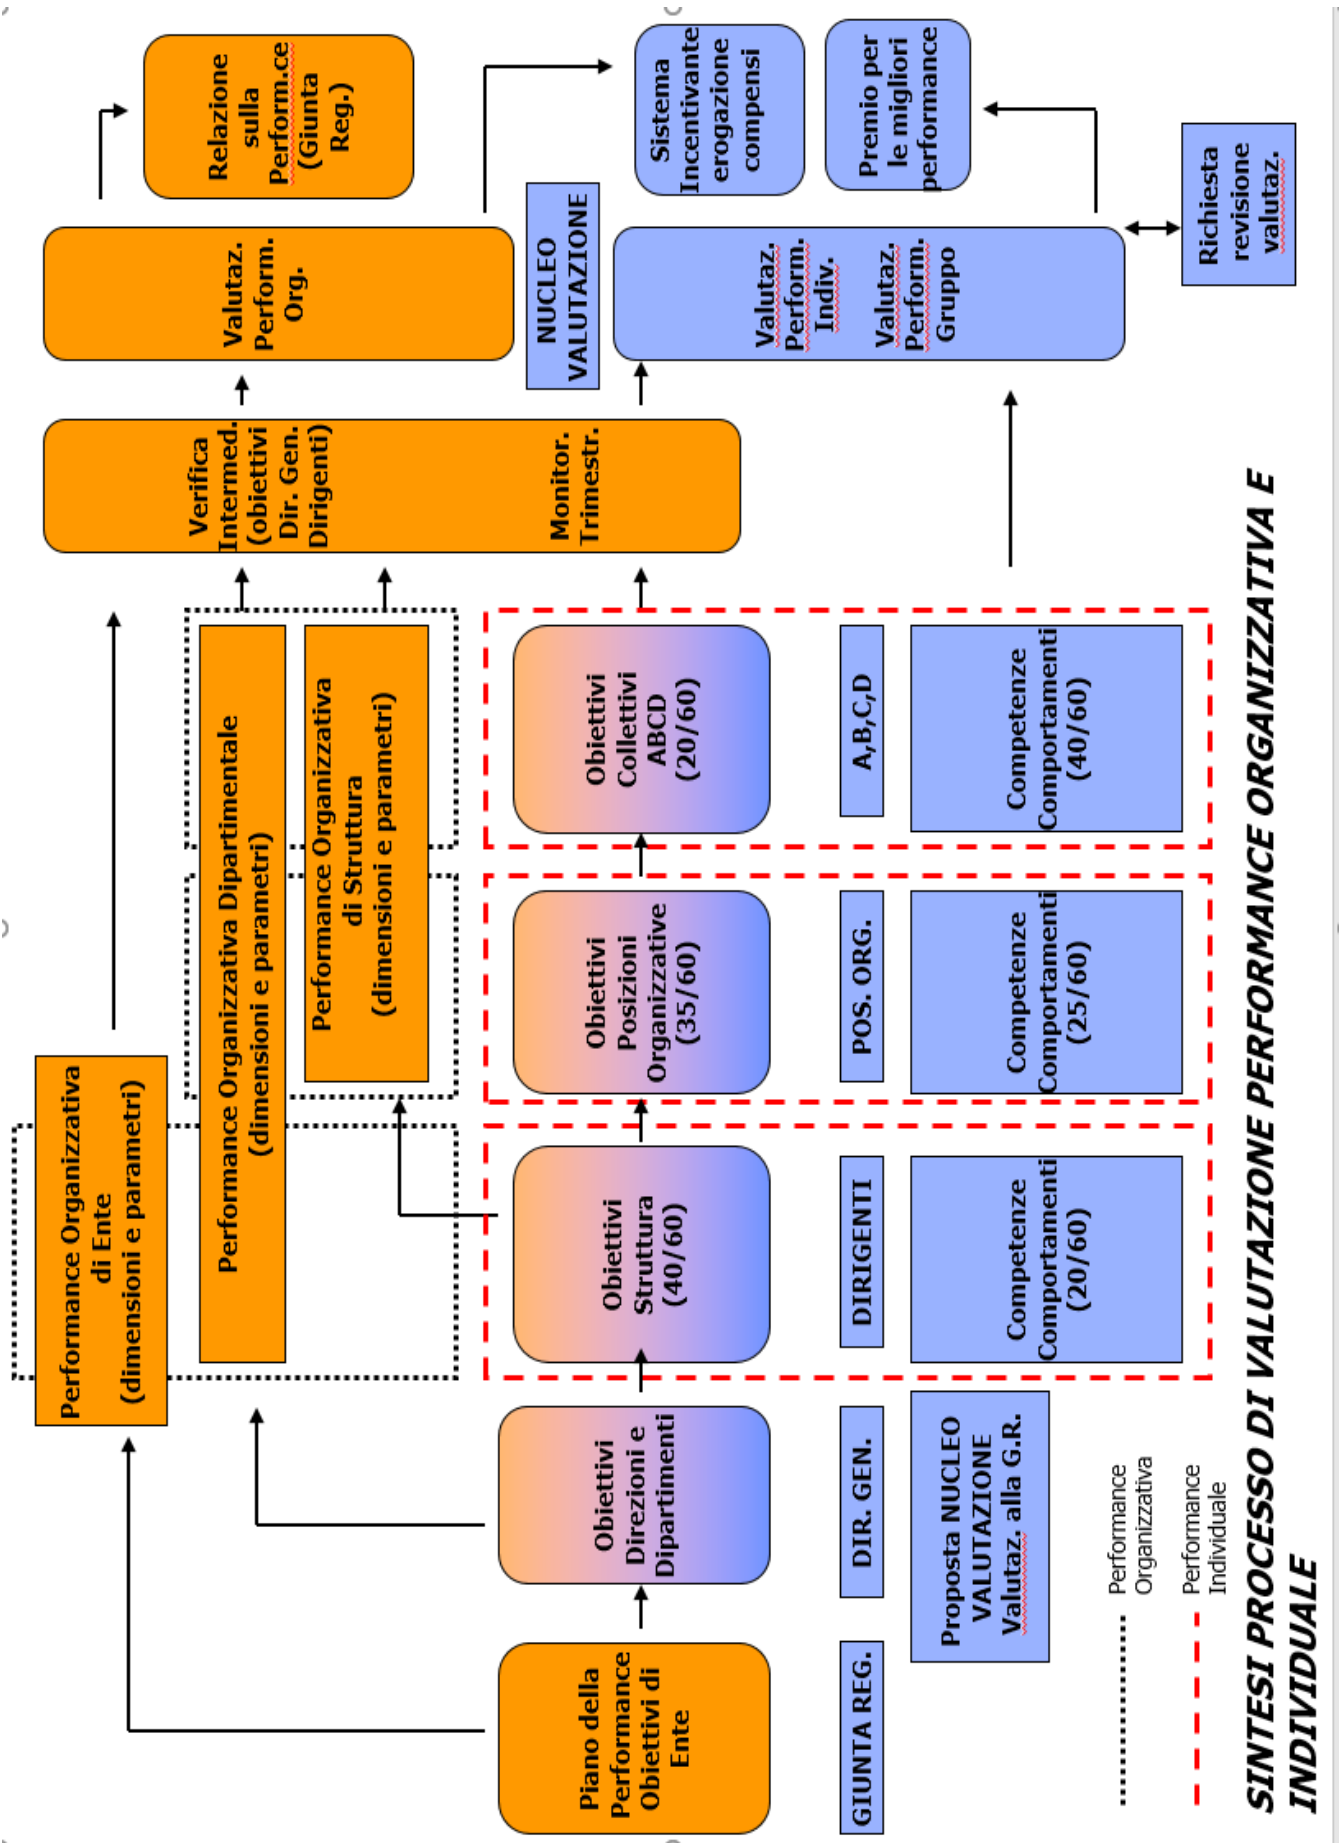 Performance Organizzativa
di Ente
(dimensioni e parametri)
Performance Organizzativa Dipartimentale
(dimensioni e parametri)
Performance Organizzativa
di Struttura
(dimensioni e parametri)
Verifica
Intermed.
(obiettivi
Dir. Gen.
Dirigenti)
Monitor.
Trimestr.
Valutaz.
Perform.
Org.
Relazione
sulla
Perform.ce
(Giunta
Reg.)
Piano della
Performance
Obiettivi di
Ente
Obiettivi
Direzioni e
Dipartimenti
Obiettivi
Struttura
(40/60)
Obiettivi
Posizioni
Organizzative
(35/60)
Obiettivi
Collettivi
ABCD
(20/60)
NUCLEO
VALUTAZIONE
Sistema
Incentivante
erogazione
compensi
Valutaz.
Perform.
Indiv.
Valutaz.
Perform.
Gruppo
Premio per
le migliori
performance
GIUNTA REG.
DIR. GEN.
DIRIGENTI
POS. ORG.
A,B,C,D
Proposta NUCLEO
VALUTAZIONE
Valutaz. alla G.R.
Competenze
Comportamenti
(20/60)
Competenze
Comportamenti
(25/60)
Competenze
Comportamenti
(40/60)
Richiesta
revisione
valutaz.
Performance
Organizzativa
Performance
Individuale
SINTESI PROCESSO DI VALUTAZIONE PERFORMANCE ORGANIZZATIVA E
INDIVIDUALE